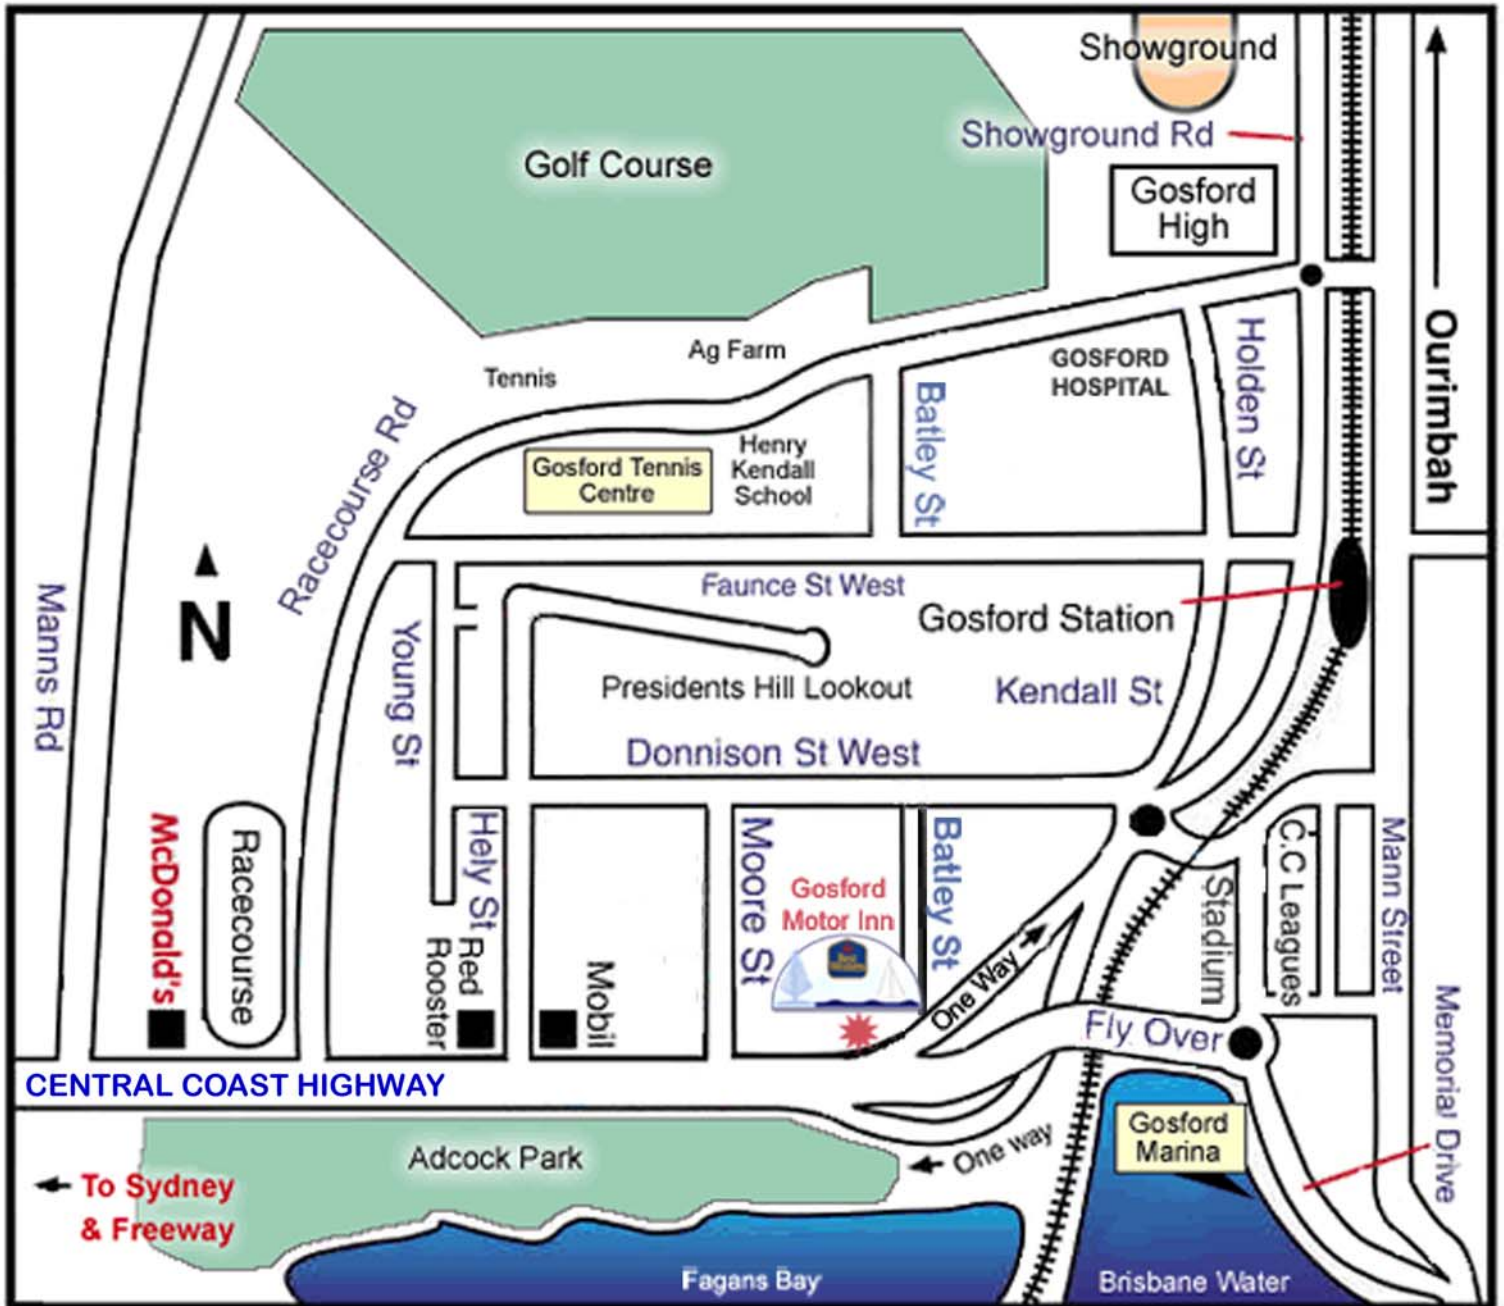 Showground
Showground Rd
Golf Course
Gosford
High
Ourimbah
Ag Farm
Tennis
GOSFORD
HOSPITAL
Holden St
Batley St
Racecourse Rd
Henry
Kendall
School
Gosford Tennis
Centre
Manns Rd
N
Faunce St West
Gosford Station
Young St
Presidents Hill Lookout
Kendall St
Donnison St West
McDonald's
Racecourse
Hely St
Red
Rooster
Mobil
Moore St
Gosford
Motor Inn
Best
Western
Batley St
One Way
Stadium
C.C Leagues
Mann Street
Fly Over
Memorial Drive
CENTRAL COAST HIGHWAY
Gosford
Marina
One way
Adcock Park
To Sydney
& Freeway
Fagans Bay
Brisbane Water